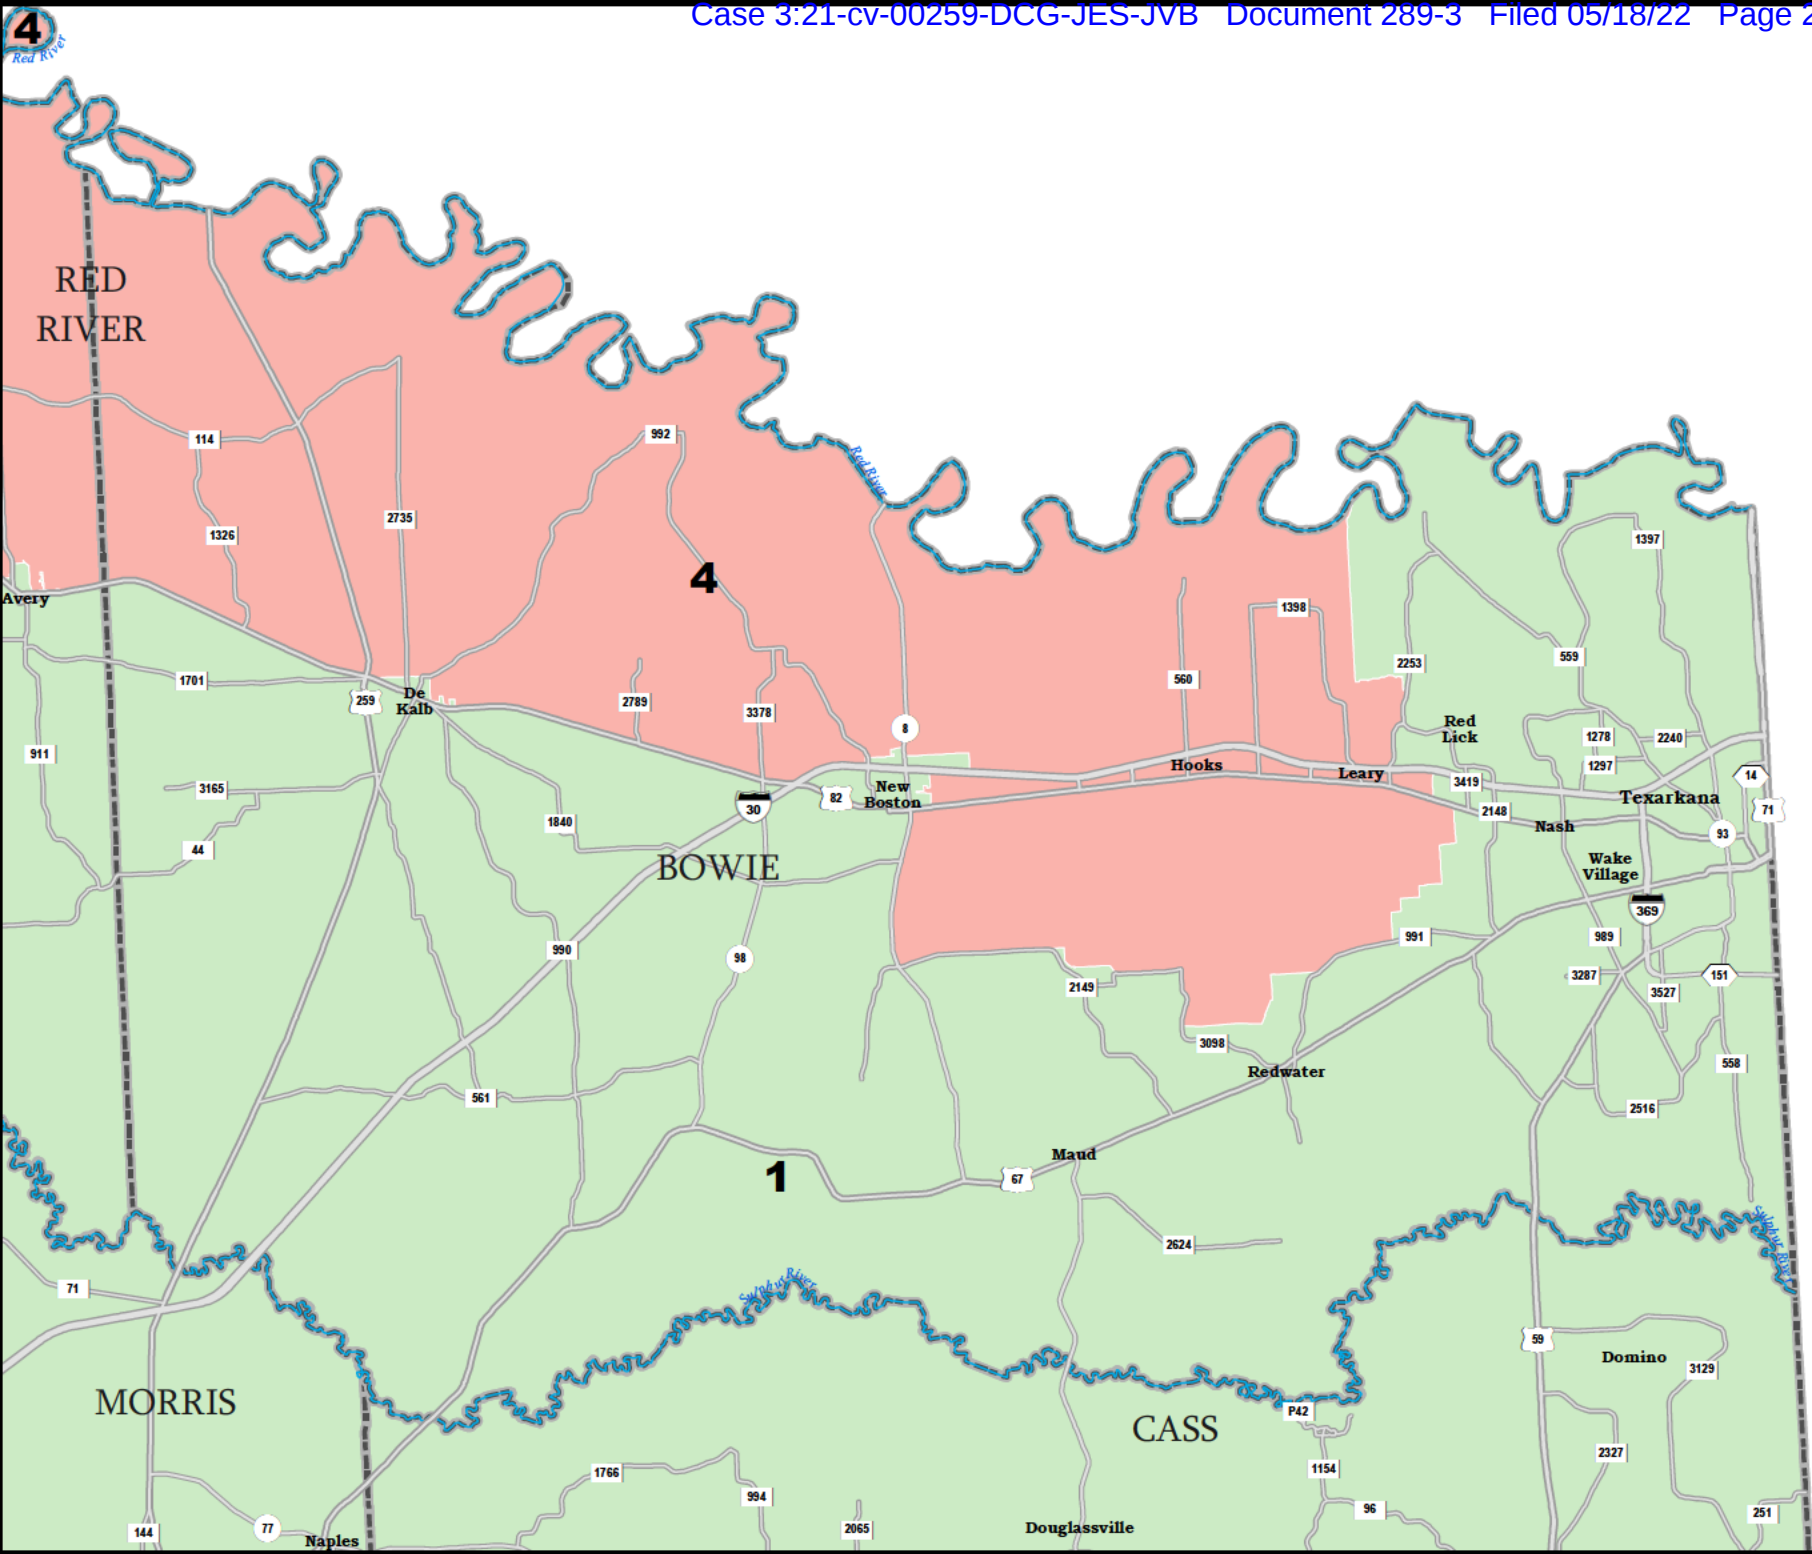 Case 3:21-cv-00259-DCG-JES-JVB Document 289-3 Filed 05/18/22 Page 2
4
Red River
RED
RIVER
114
992
Red River
2735
1326
1397
4
Avery
1398
559
2253
1701
560
259
De
Kalb
2789
3378
8
Red
Lick
1278
2240
911
Hooks
Leary
1297
14
3165
New
Boston
82
30
3419
Texarkana
71
2148
1840
Nash
93
44
BOWIE
Wake
Village
369
990
98
991
989
2149
3287
151
3527
3098
Redwater
558
561
2516
Maud
1
67
2624
Sulphur River
71
Sulphur River
59
Domino
3129
MORRIS
P42
CASS
2327
1766
1154
994
96
251
144
77
Naples
2065
Douglassville